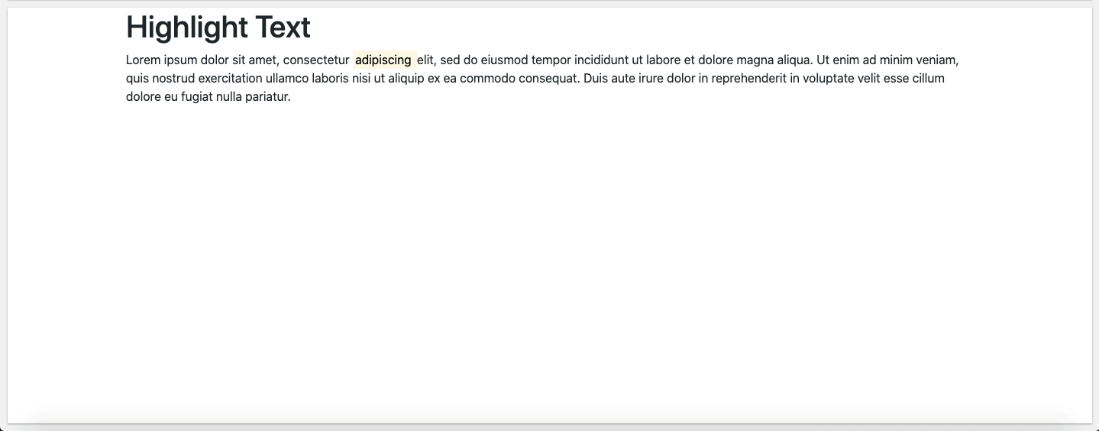 Highlight Text
Lorem ipsum dolor sit amet, consectetur adipiscing elit, sed do eiusmod tempor incididunt ut labore et dolore magna aliqua. Ut enim ad minim veniam,
quis nostrud exercitation ullamco laboris nisi ut aliquip ex ea commodo consequat. Duis aute irure dolor in reprehenderit in voluptate velit esse cillum
dolore eu fugiat nulla pariatur.